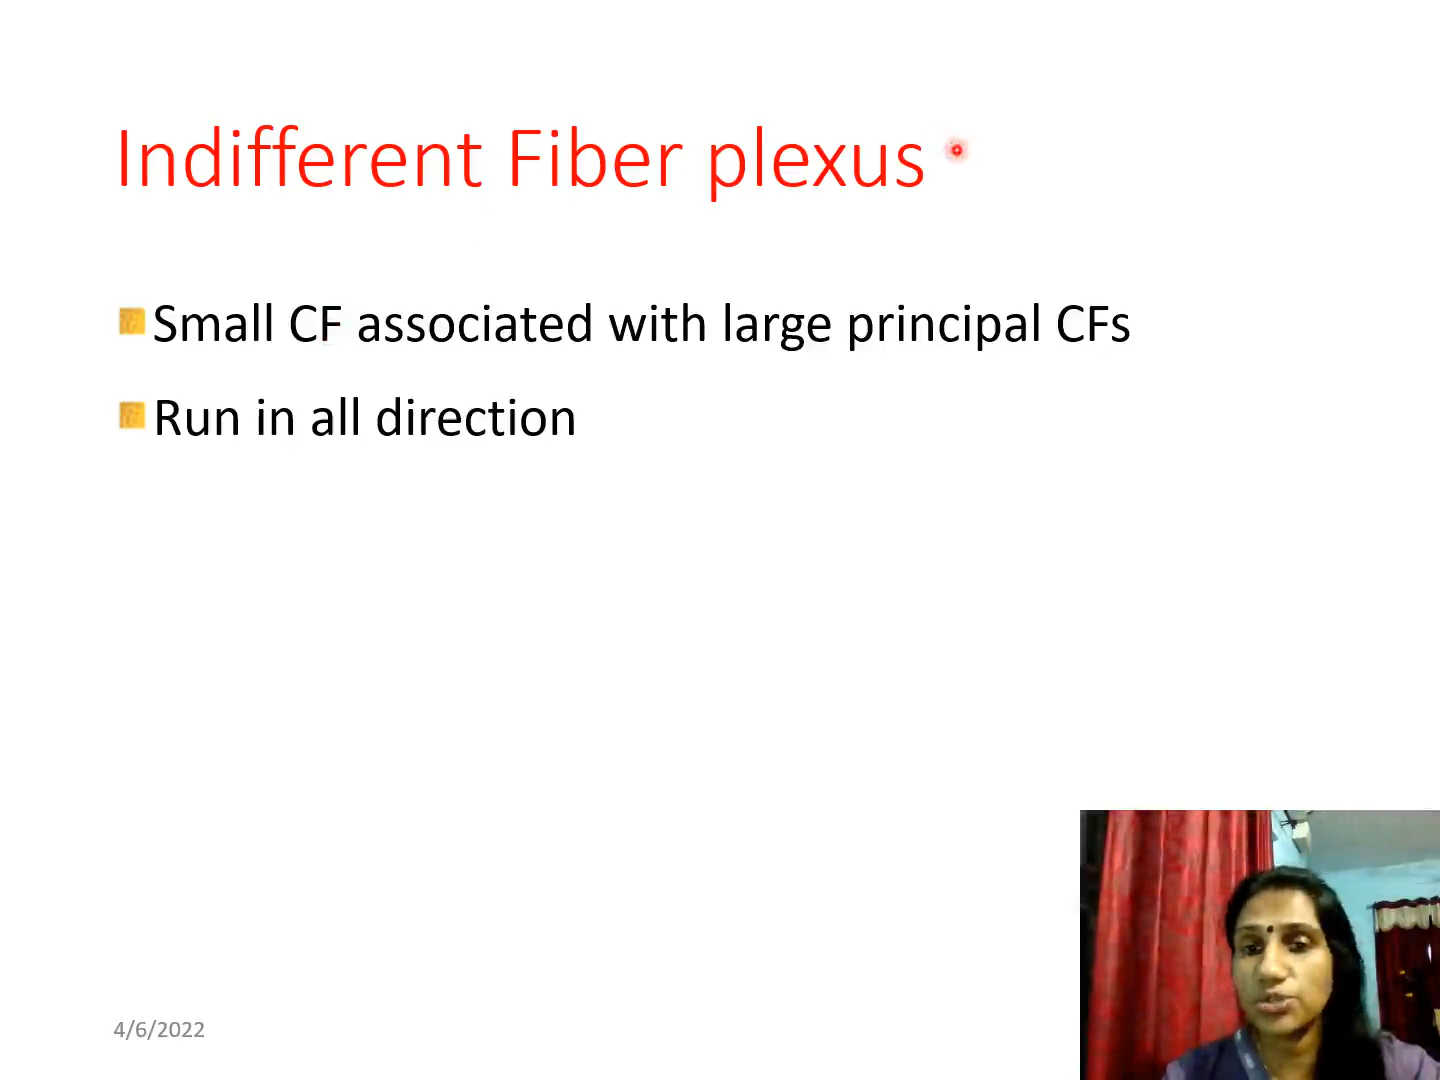 Indifferent Fiber plexus
Small CF associated with large principal CFs
Run in all direction
4/6/2022